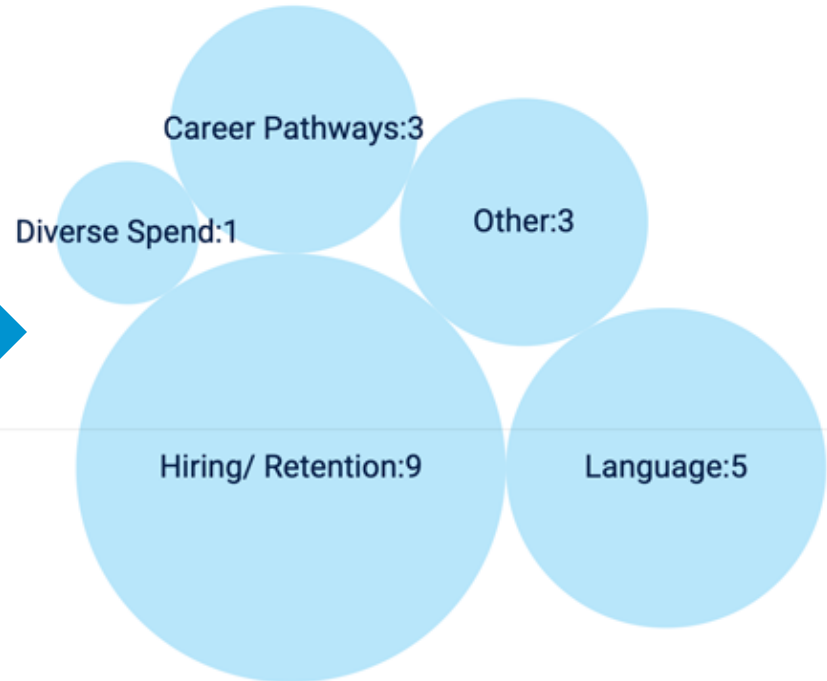 Career Pathways:3
Other:3
Diverse Spend:1
Hiring/ Retention:9
Language:5